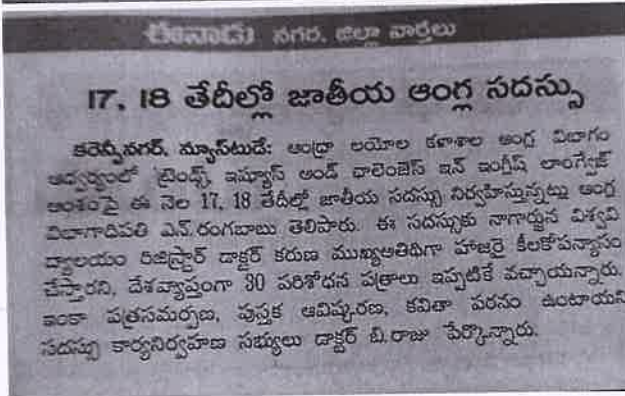 ఈనాడు నగర, జిల్లా వార్తలు
17, 18 తేదీల్లో జాతీయ ఆంగ్ల సదస్సు
కరెన్సీనగర్, న్యూస్‌టుడే: ఆంధ్రా లయోల కళాశాల ఆంగ్ల విభాగం
ఆధ్వర్యంలో 'ట్రెండ్స్, ఇష్యూస్ అండ్ చాలెంజెస్ ఇన్ ఇంగ్లీష్ లాంగ్వేజ్'
అంశంపై ఈ నెల 17, 18 తేదీల్లో జాతీయ సదస్సు నిర్వహిస్తున్నట్లు ఆంగ్ల
విభాగాధిపతి ఎన్.రంగబాబు తెలిపారు. ఈ సదస్సుకు నాగార్జున విశ్వవి
ద్యాలయం రిజిస్ట్రార్ డాక్టర్ కరుణ ముఖ్యఅతిథిగా హాజరై కీలకోపన్యాసం
చేస్తారని, దేశవ్యాప్తంగా 30 పరిశోధన పత్రాలు ఇప్పటికే వచ్చాయన్నారు.
ఇంకా పత్రసమర్పణ, పుస్తక ఆవిష్కరణ, కవితా పఠనం ఉంటాయని
సదస్సు కార్యనిర్వహణ సభ్యులు డాక్టర్ బి.రాజు పేర్కొన్నారు.